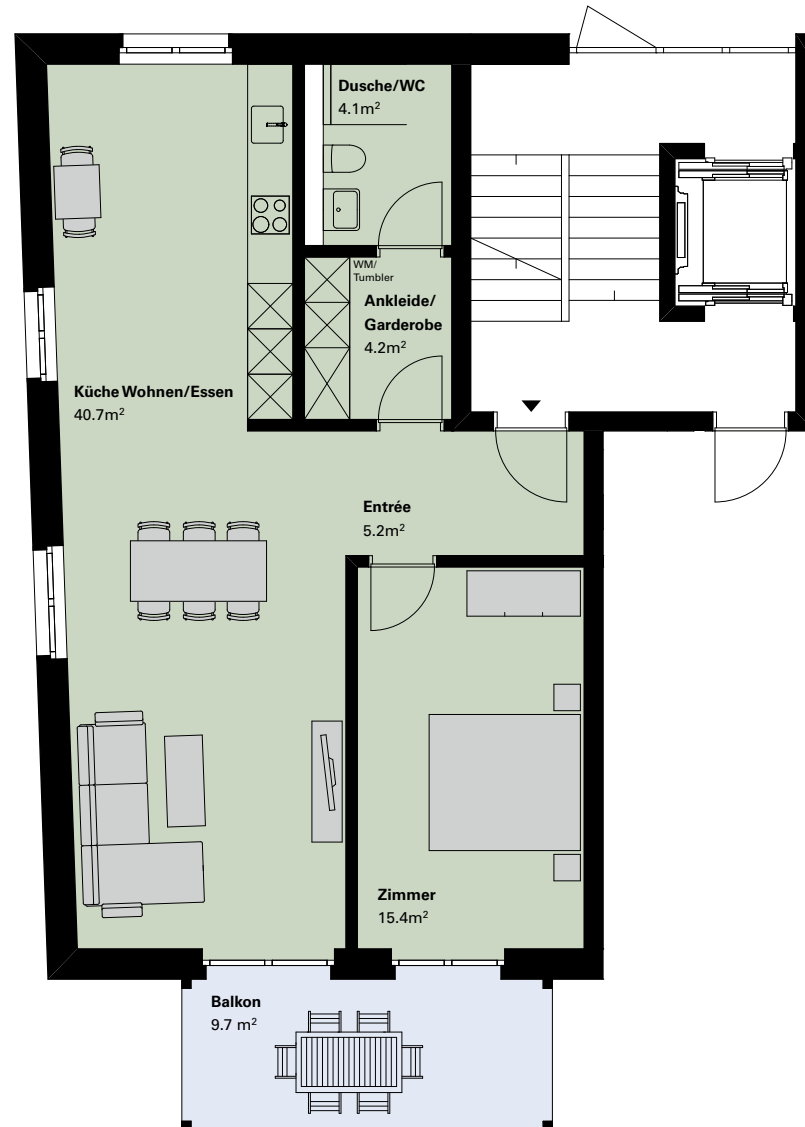 Dusche/WC
4.1m²
WM/
Tumbler
Ankleide/
Garderobe
4.2m²
Küche Wohnen/Essen
40.7m²
Entrée
5.2m²
Zimmer
15.4m²
Balkon
9.7 m²